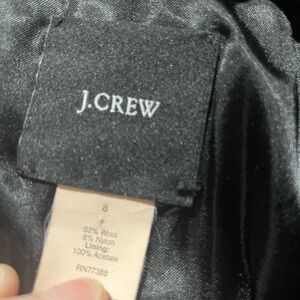 J.CREW
8
92% Wool
8% Nylon
Lining:
100% Acetate
RN77388